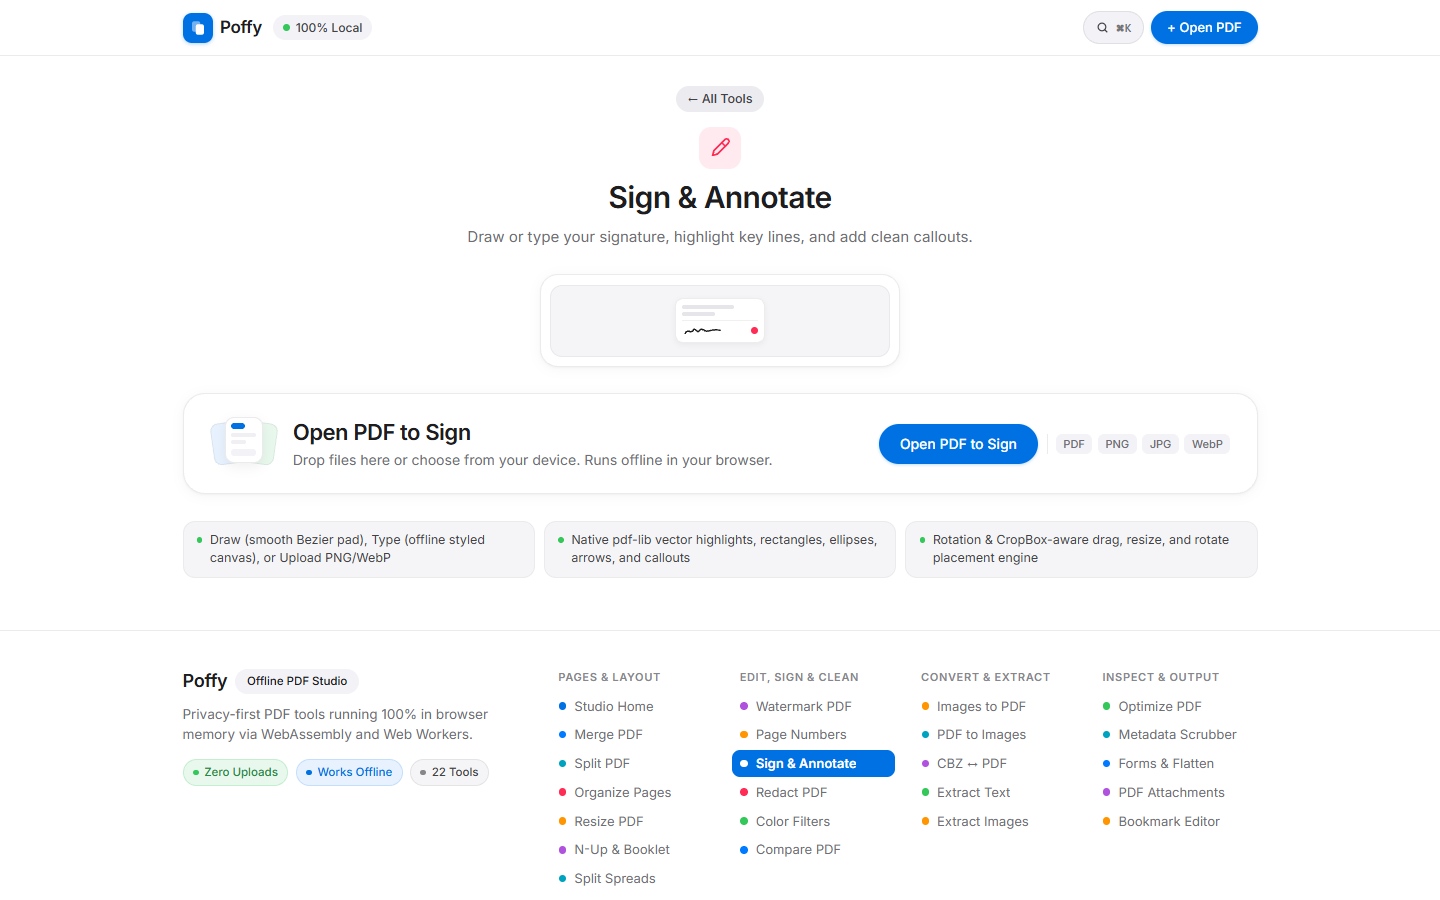 Poffy
100% Local
⌘K
+ Open PDF
← All Tools
Sign & Annotate
Draw or type your signature, highlight key lines, and add clean callouts.
Open PDF to Sign
Drop files here or choose from your device. Runs offline in your browser.
Open PDF to Sign
PDF
PNG
JPG
WebP
Draw (smooth Bezier pad), Type (offline styled
canvas), or Upload PNG/WebP
Native pdf-lib vector highlights, rectangles, ellipses,
arrows, and callouts
Rotation & CropBox-aware drag, resize, and rotate
placement engine
Poffy
Offline PDF Studio
Privacy-first PDF tools running 100% in browser
memory via WebAssembly and Web Workers.
Zero Uploads
Works Offline
22 Tools
PAGES & LAYOUT
Studio Home
Merge PDF
Split PDF
Organize Pages
Resize PDF
N-Up & Booklet
Split Spreads
EDIT, SIGN & CLEAN
Watermark PDF
Page Numbers
Sign & Annotate
Redact PDF
Color Filters
Compare PDF
CONVERT & EXTRACT
Images to PDF
PDF to Images
CBZ ↔ PDF
Extract Text
Extract Images
INSPECT & OUTPUT
Optimize PDF
Metadata Scrubber
Forms & Flatten
PDF Attachments
Bookmark Editor